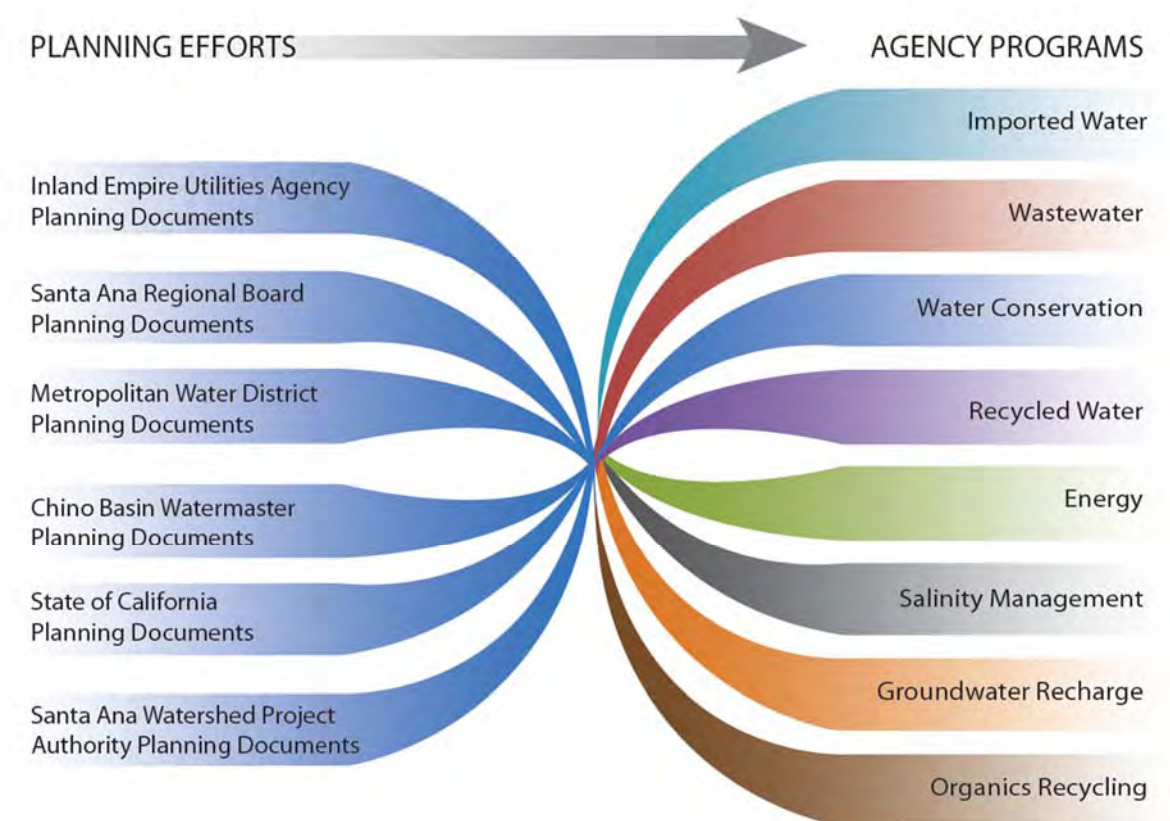 PLANNING EFFORTS
AGENCY PROGRAMS
Inland Empire Utilities Agency
Planning Documents
Santa Ana Regional Board
Planning Documents
Metropolitan Water District
Planning Documents
Chino Basin Watermaster
Planning Documents
State of California
Planning Documents
Santa Ana Watershed Project
Authority Planning Documents
Imported Water
Wastewater
Water Conservation
Recycled Water
Energy
Salinity Management
Groundwater Recharge
Organics Recycling